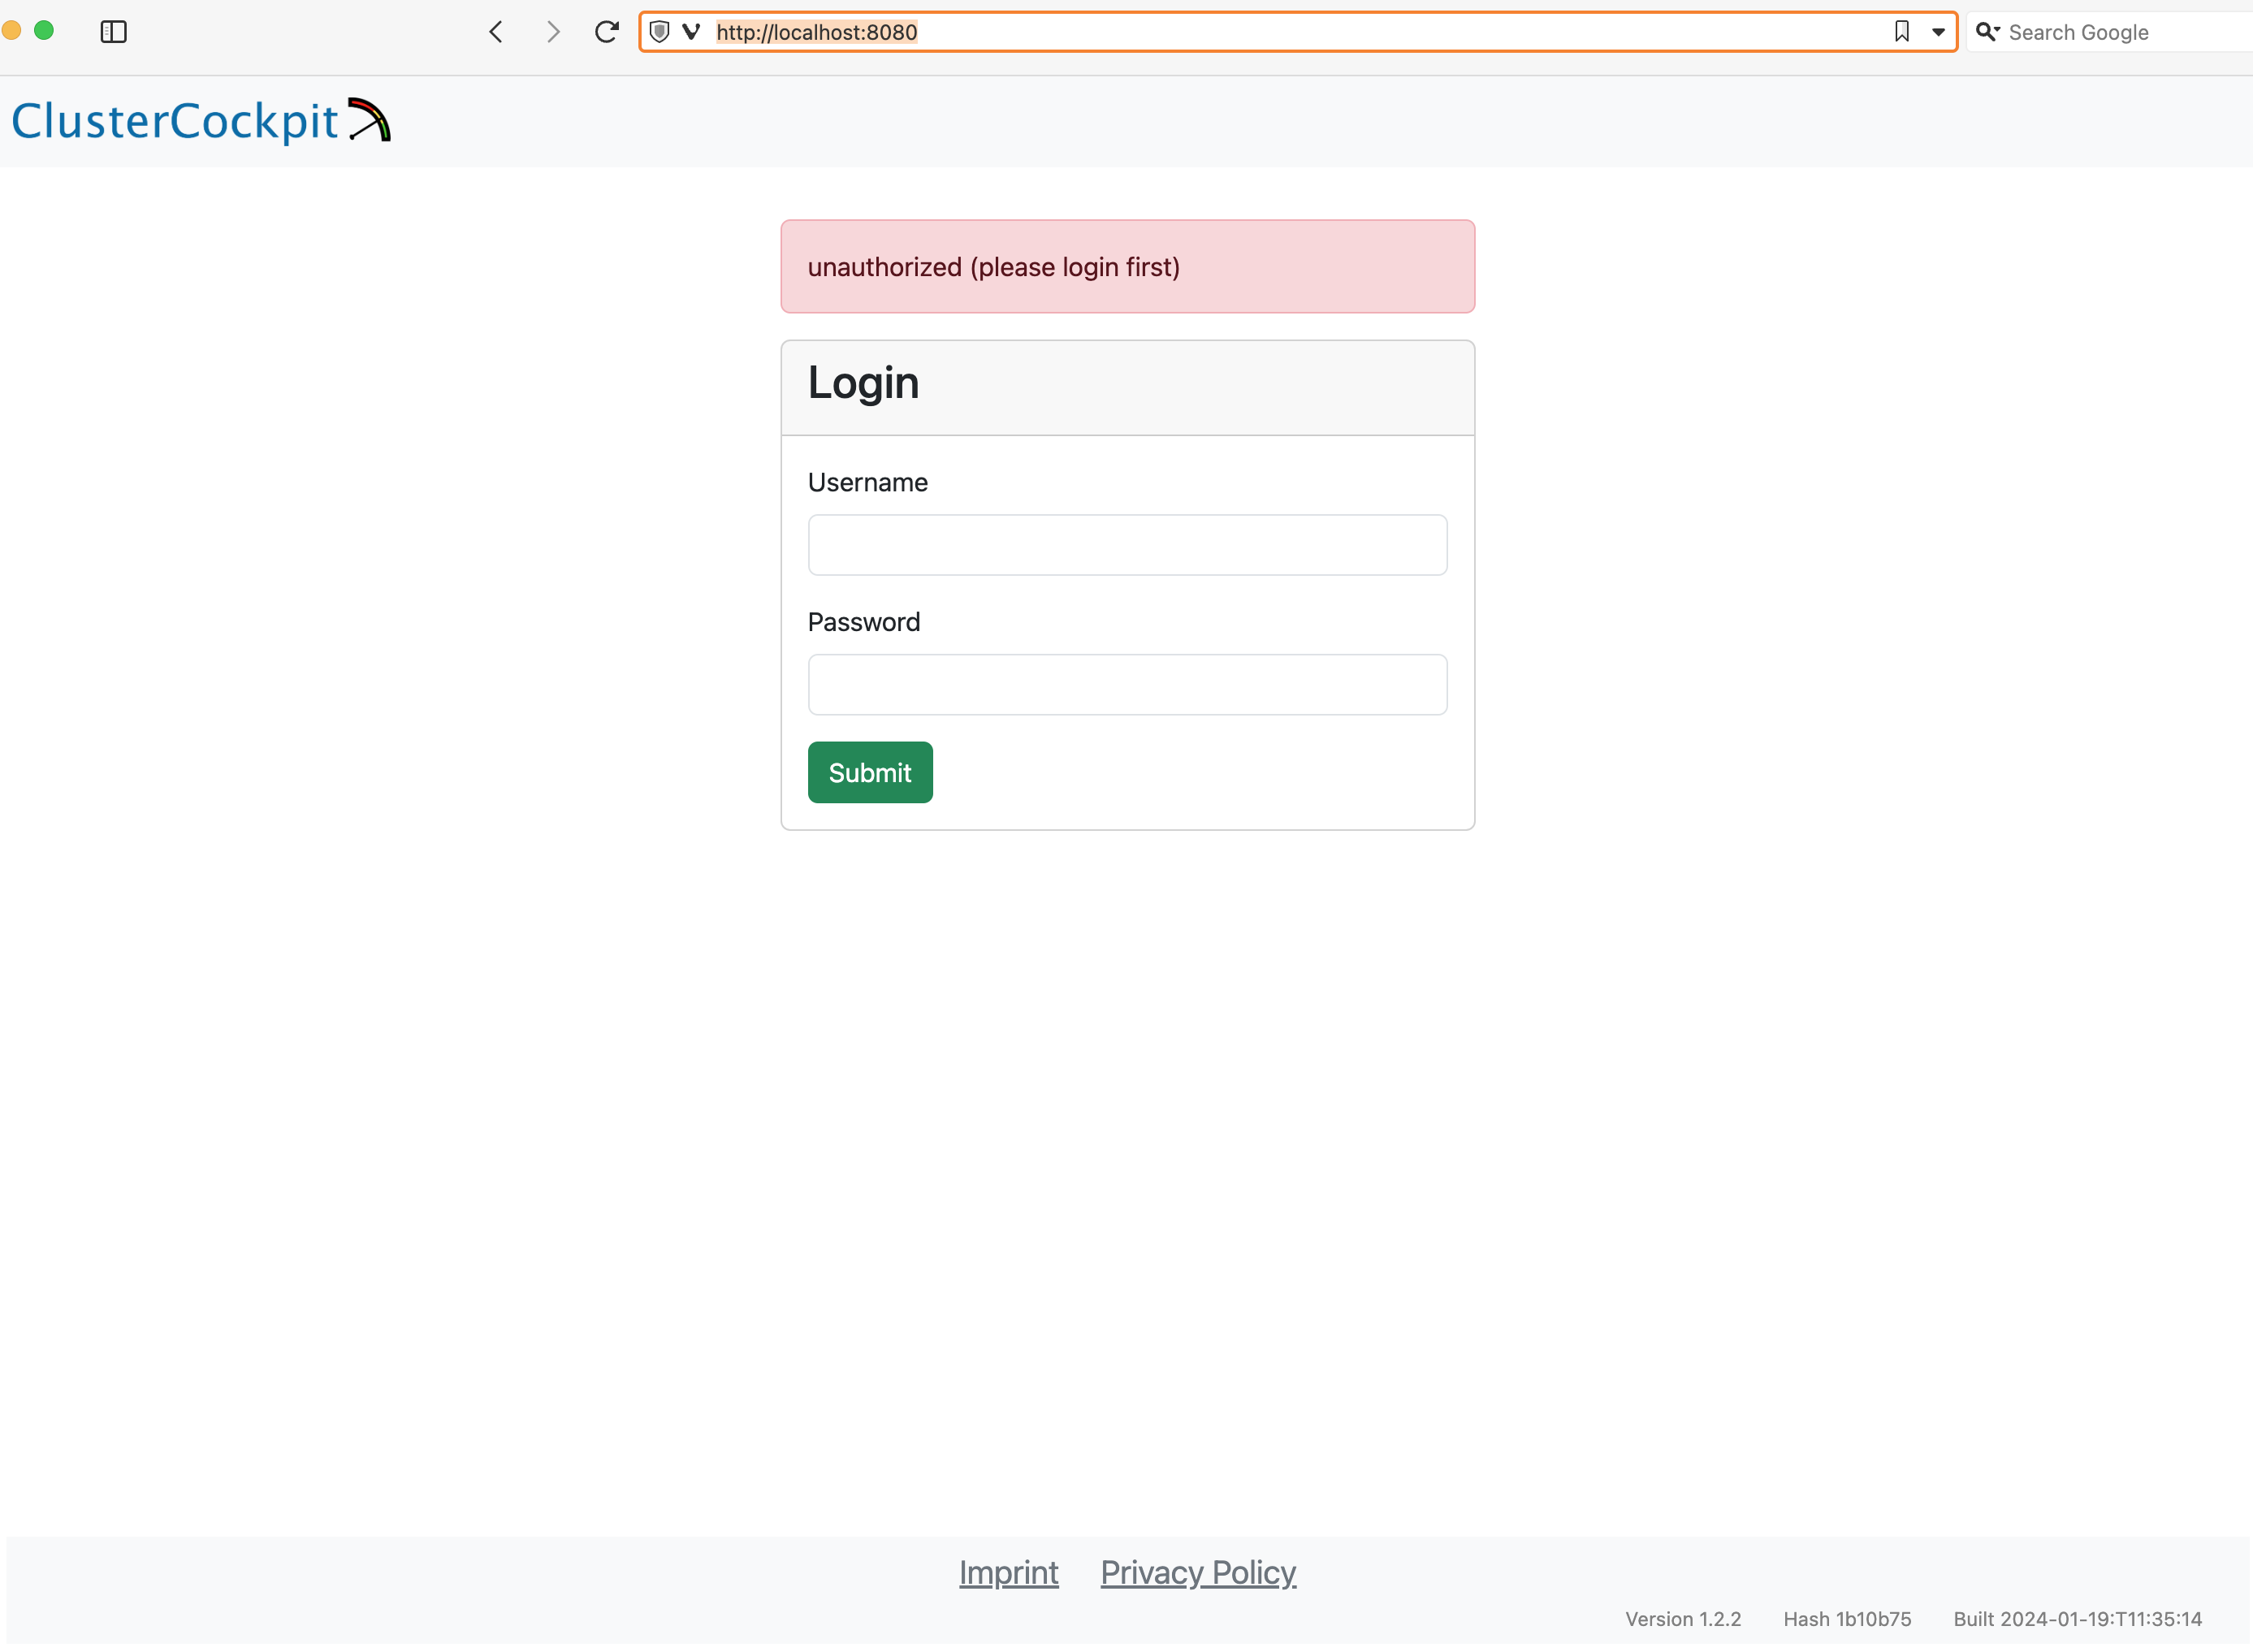 http://localhost:8080
Search Google
ClusterCockpit
unauthorized (please login first)
Login
Username
Password
Submit
Imprint Privacy Policy
Version 1.2.2 Hash 1b10b75 Built 2024-01-19:T11:35:14